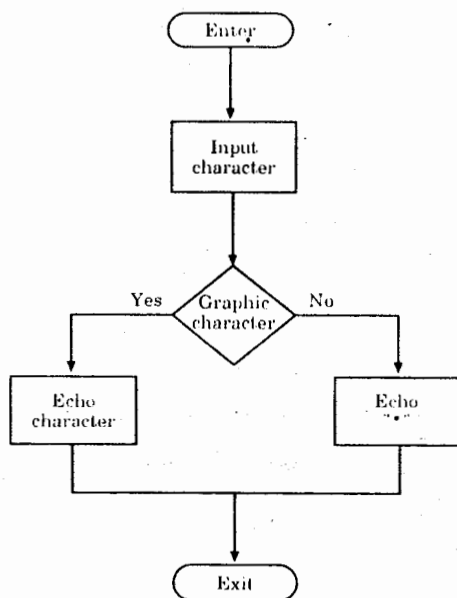 Enter
Input
character
Graphic
character
Yes
No
Echo
character
Echo
"•"
Exit